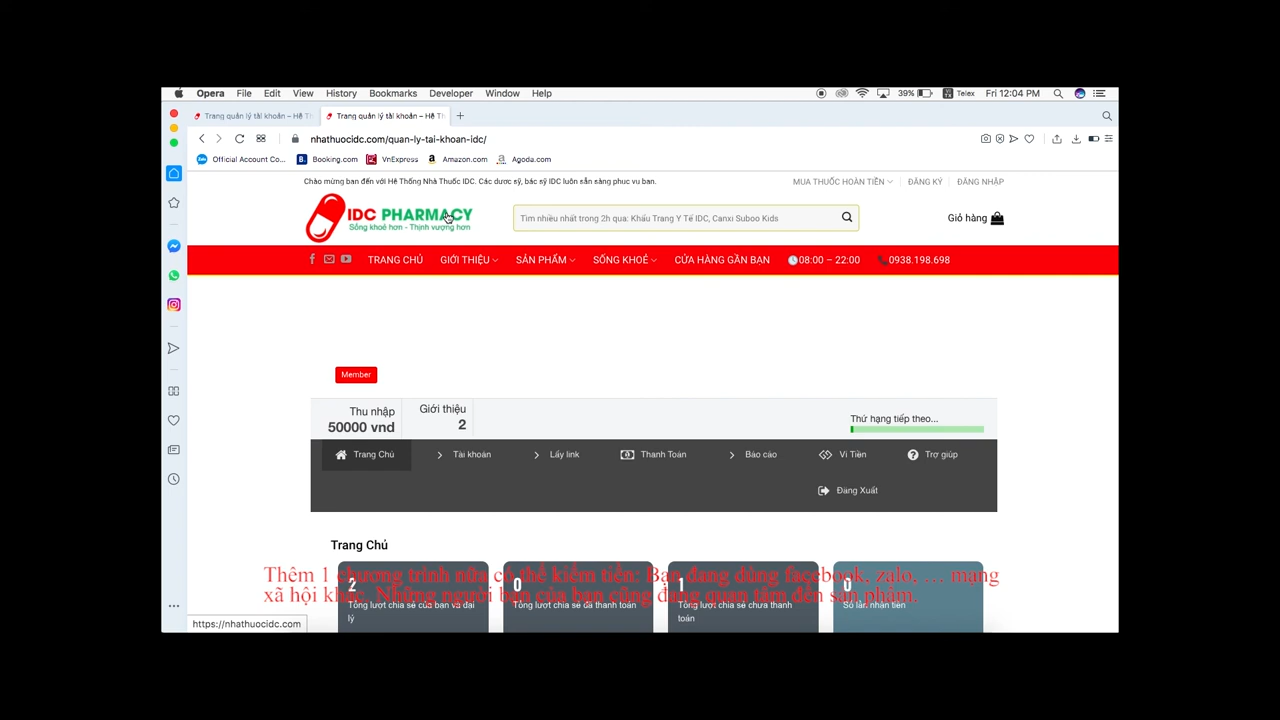 Opera File Edit View History Bookmarks Developer Window Help 39% Telex Fri 12:04 PM
Trang quản lý tài khoản – Hệ Th Trang quản lý tài khoản – Hệ Th
nhathuocidc.com/quan-ly-tai-khoan-idc/
Official Account Co... Booking.com VnExpress Amazon.com Agoda.com
Chào mừng bạn đến với Hệ Thống Nhà Thuốc IDC. Các dược sỹ, bác sỹ IDC luôn sẵn sàng phục vụ bạn. MUA THUỐC HOÀN TIỀN ĐĂNG KÝ ĐĂNG NHẬP
IDC PHARMACY
Sống khoẻ hơn - Thịnh vượng hơn
Tìm nhiều nhất trong 2h qua: Khẩu Trang Y Tế IDC, Canxi Suboo Kids
Giỏ hàng
TRANG CHỦ GIỚI THIỆU SẢN PHẨM SỐNG KHOẺ CỬA HÀNG GẦN BẠN 08:00 – 22:00 0938.198.698
Member
Thu nhập Giới thiệu Thứ hạng tiếp theo...
50000 vnd 2
Trang Chủ Tài khoản Lấy link Thanh Toán Báo cáo Ví Tiền Trợ giúp
Đăng Xuất
Trang Chủ
2 0 1 0
Tổng lượt chia sẻ của bạn và đại lý
Tổng lượt chia sẻ đã thanh toán
Tổng lượt chia sẻ chưa thanh toán
Số lần nhận tiền
Thêm 1 chương trình nữa có thể kiếm tiền: Bạn đang dùng facebook, zalo, … mạng
xã hội khác. Những người bạn của bạn cũng đang quan tâm đến sản phẩm.
https://nhathuocidc.com